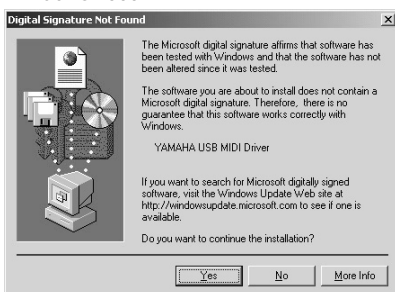 Digital Signature Not Found
The Microsoft digital signature affirms that software has
been tested with Windows and that the software has not
been altered since it was tested.
The software you are about to install does not contain a
Microsoft digital signature. Therefore, there is no
guarantee that this software works correctly with
Windows.
YAMAHA USB MIDI Driver
If you want to search for Microsoft digitally signed
software, visit the Windows Update Web site at
http://windowsupdate.microsoft.com to see if one is
available.
Do you want to continue the installation?
Yes
No
More Info